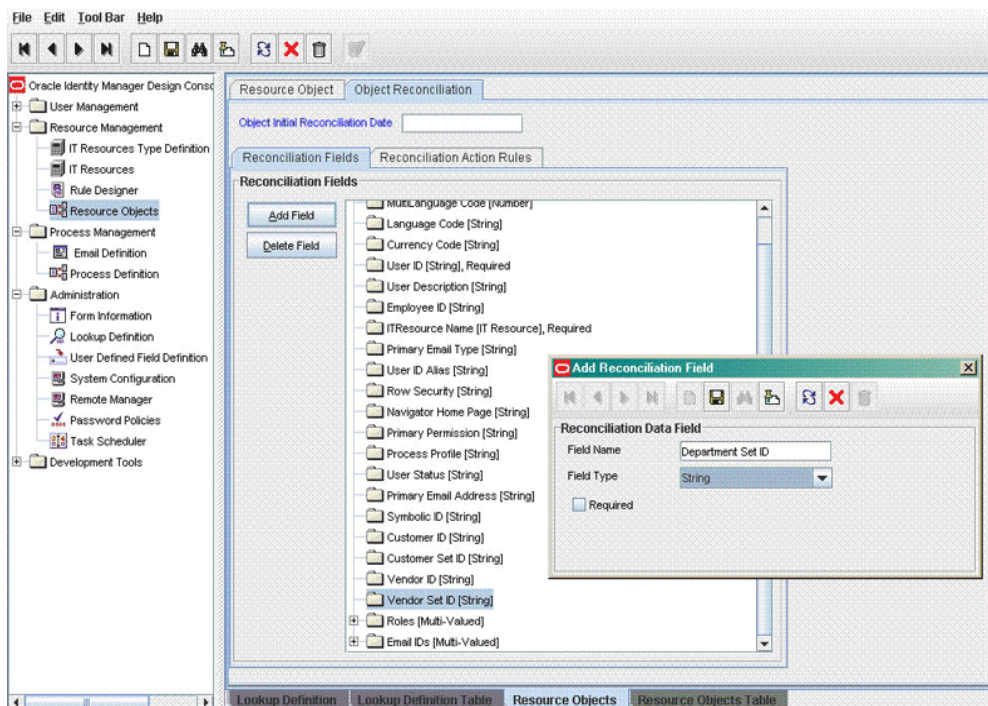 File Edit Tool Bar Help
Oracle Identity Manager Design Conso
User Management
Resource Management
IT Resources Type Definition
IT Resources
Rule Designer
Resource Objects
Process Management
Email Definition
Process Definition
Administration
Form Information
Lookup Definition
User Defined Field Definition
System Configuration
Remote Manager
Password Policies
Task Scheduler
Development Tools
Resource Object Object Reconciliation
Object Initial Reconciliation Date
Reconciliation Fields Reconciliation Action Rules
Reconciliation Fields
Add Field
Delete Field
MultiLanguage Code [Number]
Language Code [String]
Currency Code [String]
User ID [String], Required
User Description [String]
Employee ID [String]
ITResource Name [IT Resource], Required
Primary Email Type [String]
User ID Alias [String]
Row Security [String]
Navigator Home Page [String]
Primary Permission [String]
Process Profile [String]
User Status [String]
Primary Email Address [String]
Symbolic ID [String]
Customer ID [String]
Customer Set ID [String]
Vendor ID [String]
Vendor Set ID [String]
Roles [Multi-Valued]
Email IDs [Multi-Valued]
Add Reconciliation Field
Reconciliation Data Field
Field Name Department Set ID
Field Type String
Required
Lookup Definition Lookup Definition Table Resource Objects Resource Objects Table